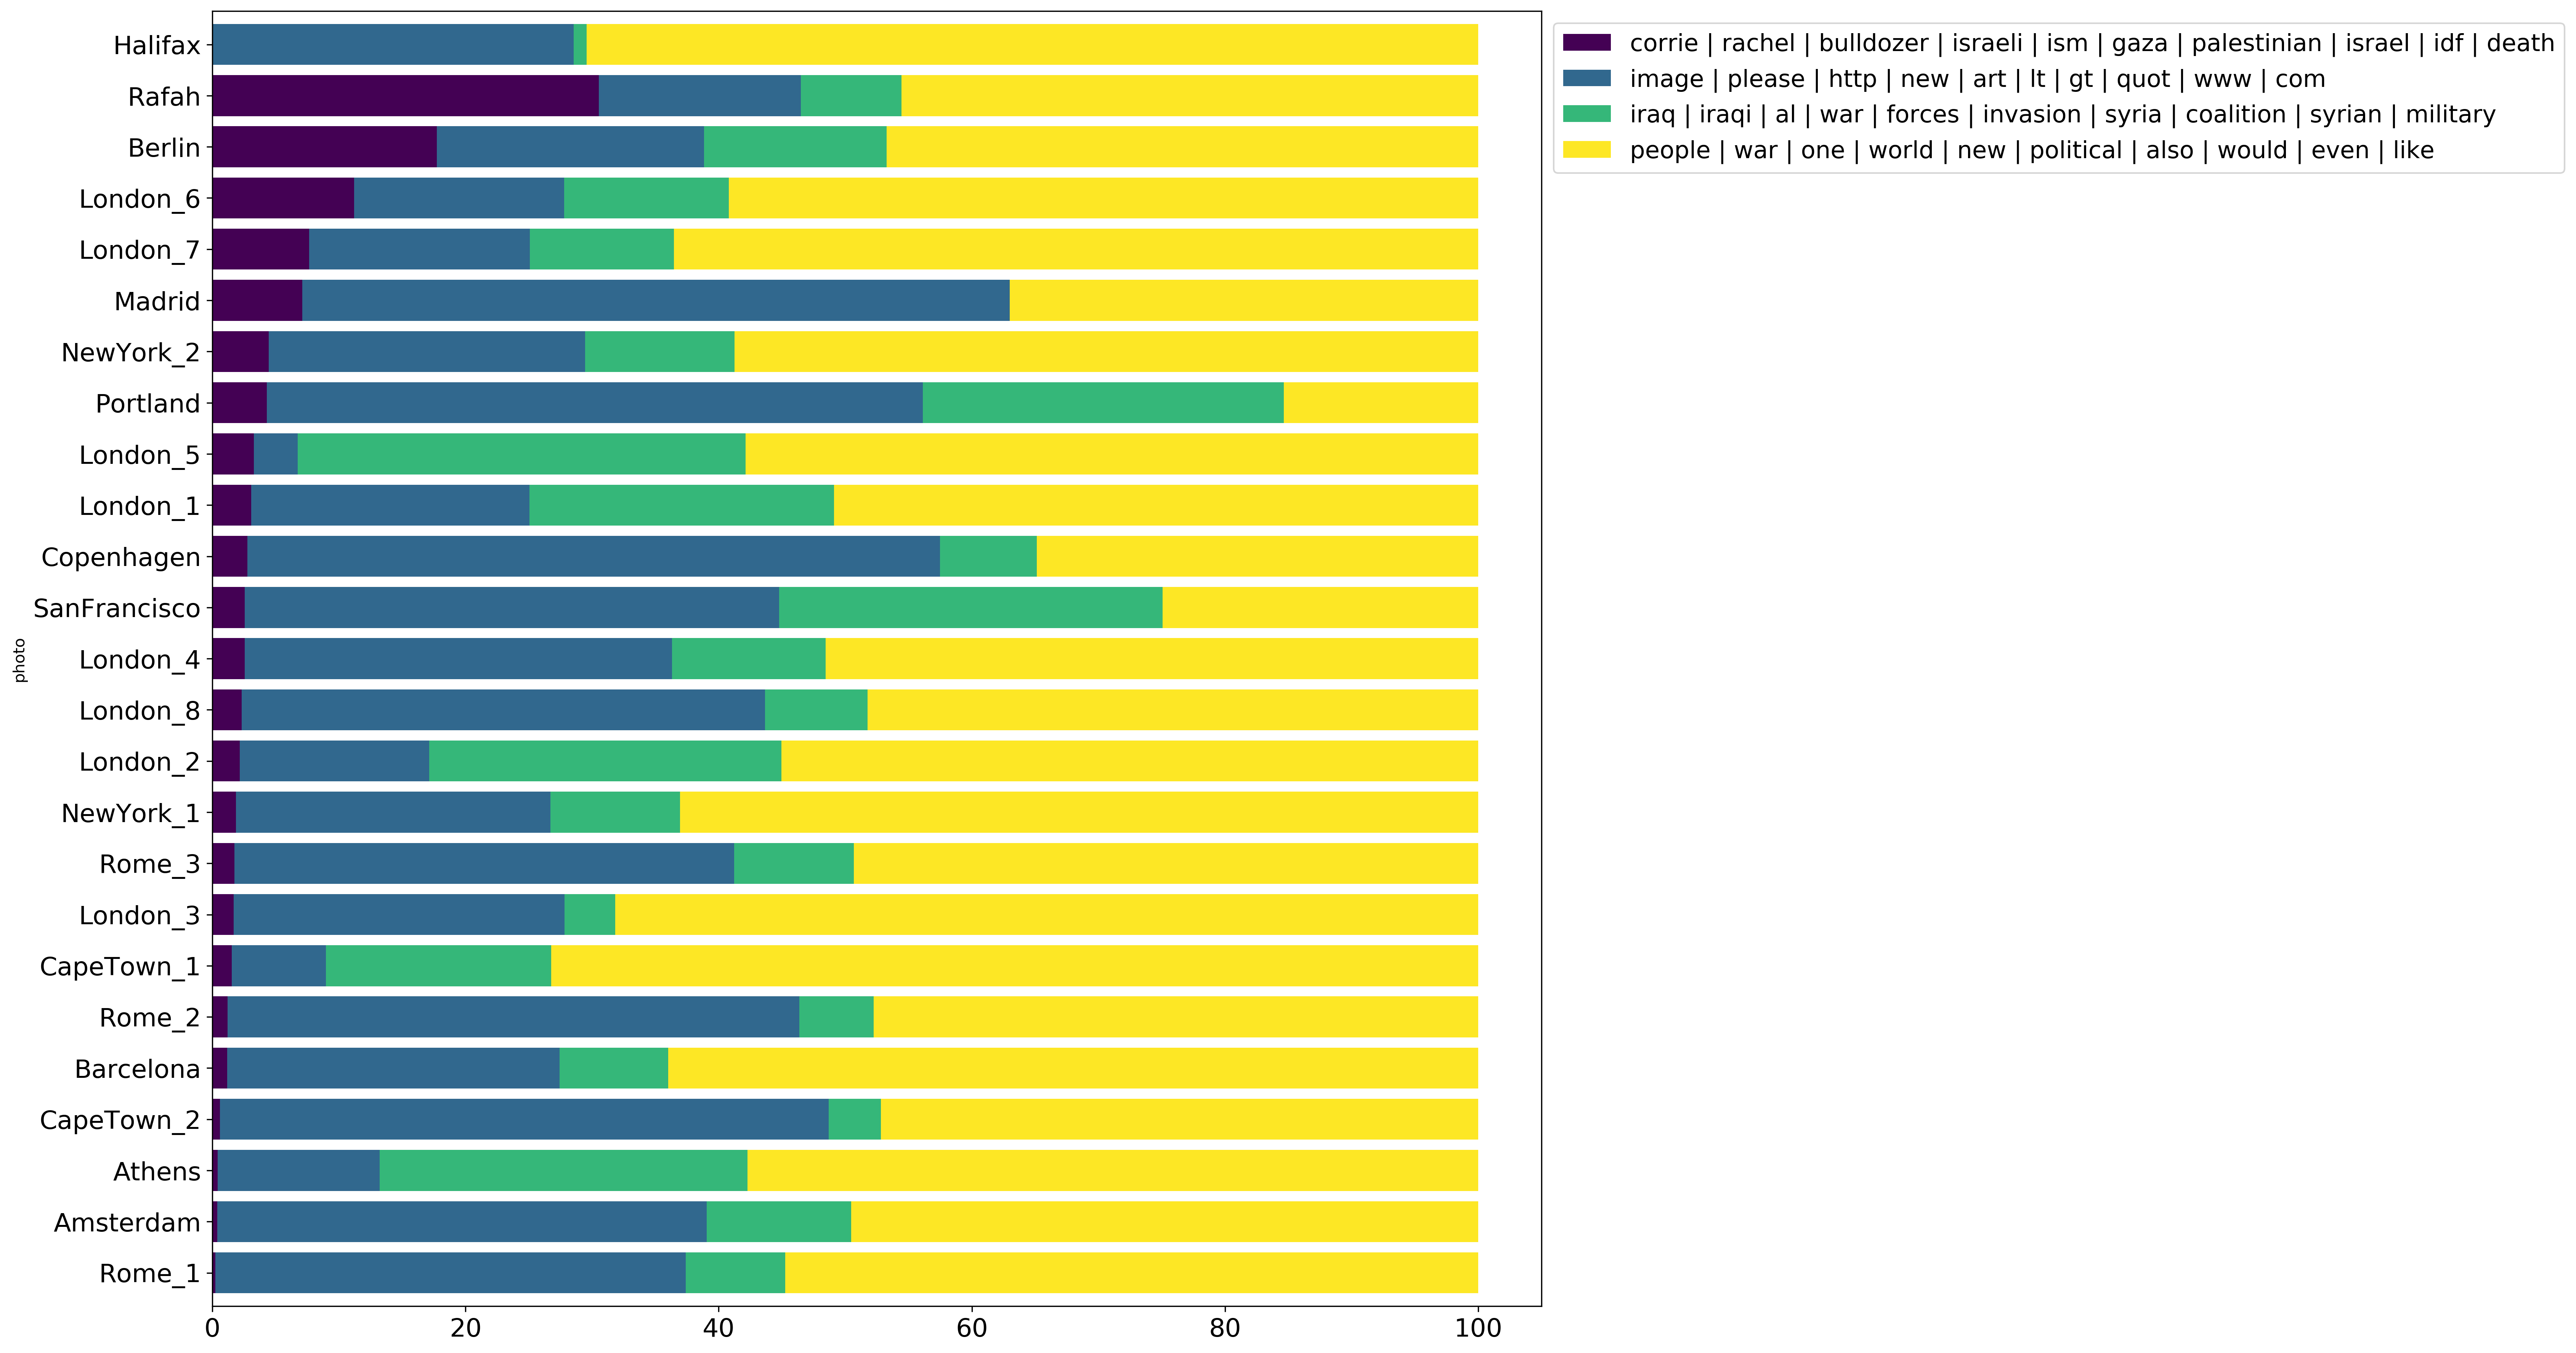 corrie | rachel | bulldozer | israeli | ism | gaza | palestinian | israel | idf | death
image | please | http | new | art | lt | gt | quot | www | com
iraq | iraqi | al | war | forces | invasion | syria | coalition | syrian | military
people | war | one | world | new | political | also | would | even | like
photo
Halifax
Rafah
Berlin
London_6
London_7
Madrid
NewYork_2
Portland
London_5
London_1
Copenhagen
SanFrancisco
London_4
London_8
London_2
NewYork_1
Rome_3
London_3
CapeTown_1
Rome_2
Barcelona
CapeTown_2
Athens
Amsterdam
Rome_1
0 20 40 60 80 100